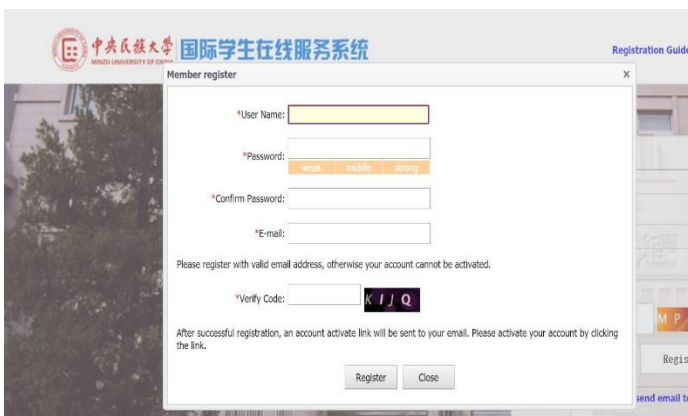 中央民族大学 国际学生在线服务系统
MINZU UNIVERSITY OF CHINA
Registration Guide
Member register
*User Name:
*Password:
weak middle strong
*Confirm Password:
*E-mail:
Please register with valid email address, otherwise your account cannot be activated.
*Verify Code: K I J Q
After successful registration, an account activate link will be sent to your email. Please activate your account by clicking
the link.
M P
Regis
Register Close
send email t